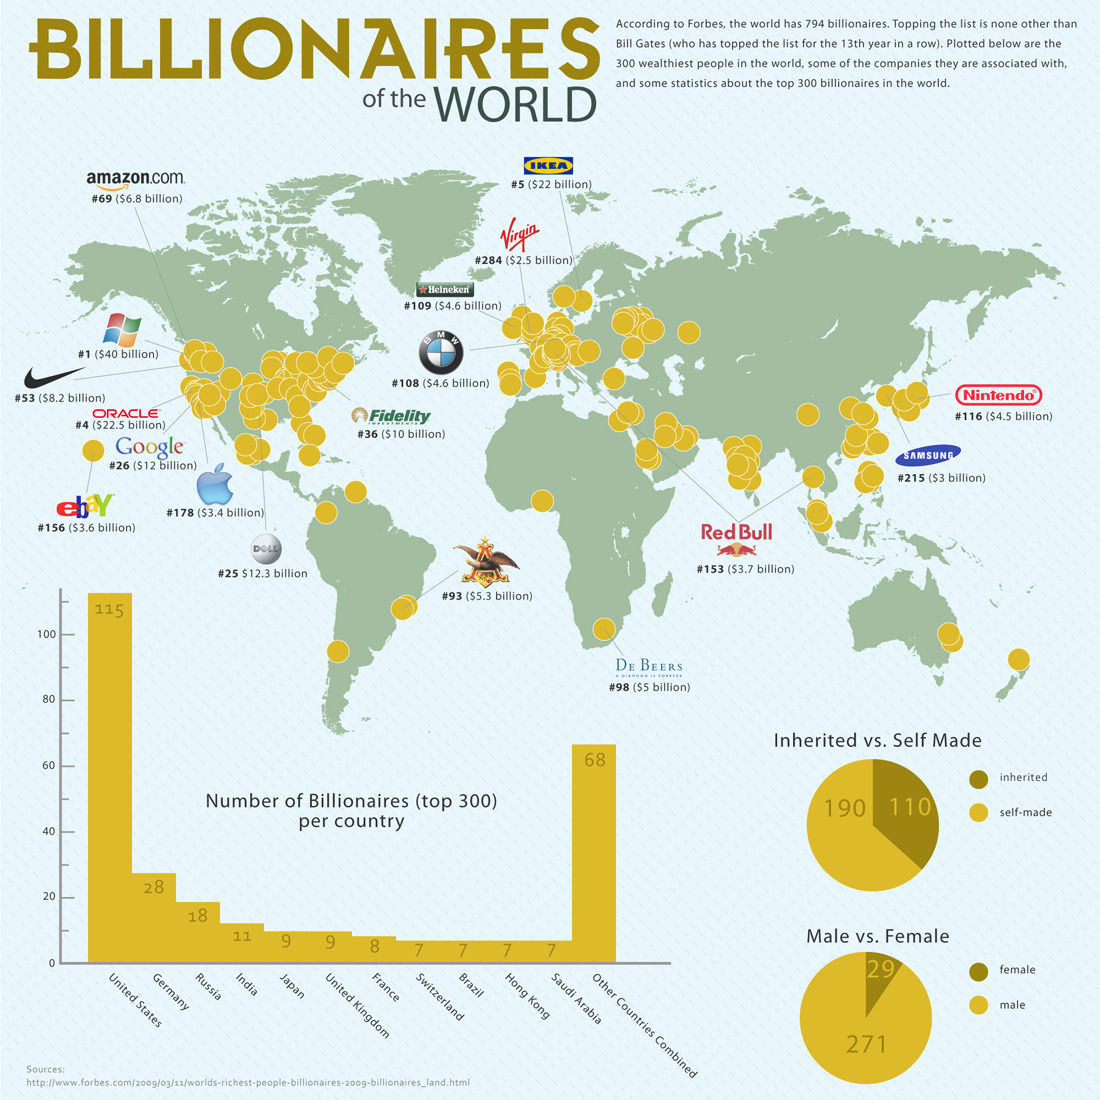 BILLIONAIRES
of the WORLD
According to Forbes, the world has 794 billionaires. Topping the list is none other than
Bill Gates (who has topped the list for the 13th year in a row). Plotted below are the
300 wealthiest people in the world, some of the companies they are associated with,
and some statistics about the top 300 billionaires in the world.
amazon.com
#69 ($6.8 billion)
IKEA
#5 ($22 billion)
Virgin
#284 ($2.5 billion)
Heineken
#109 ($4.6 billion)
BMW
#108 ($4.6 billion)
#1 ($40 billion)
#53 ($8.2 billion)
ORACLE
#4 ($22.5 billion)
Google
#26 ($12 billion)
ebaY
#156 ($3.6 billion)
#178 ($3.4 billion)
DELL
#25 $12.3 billion
Fidelity
INVESTMENTS
#36 ($10 billion)
#93 ($5.3 billion)
DE BEERS
A DIAMOND IS FOREVER
#98 ($5 billion)
Red Bull
#153 ($3.7 billion)
Nintendo
#116 ($4.5 billion)
SAMSUNG
#215 ($3 billion)
Number of Billionaires (top 300)
per country
100
80
60
40
20
0
115
28
18
11
9
9
8
7
7
7
7
68
United States
Germany
Russia
India
Japan
United Kingdom
France
Switzerland
Brazil
Hong Kong
Saudi Arabia
Other Countries Combined
Inherited vs. Self Made
190
110
inherited
self-made
Male vs. Female
29
271
female
male
Sources:
http://www.forbes.com/2009/03/11/worlds-richest-people-billionaires-2009-billionaires_land.html